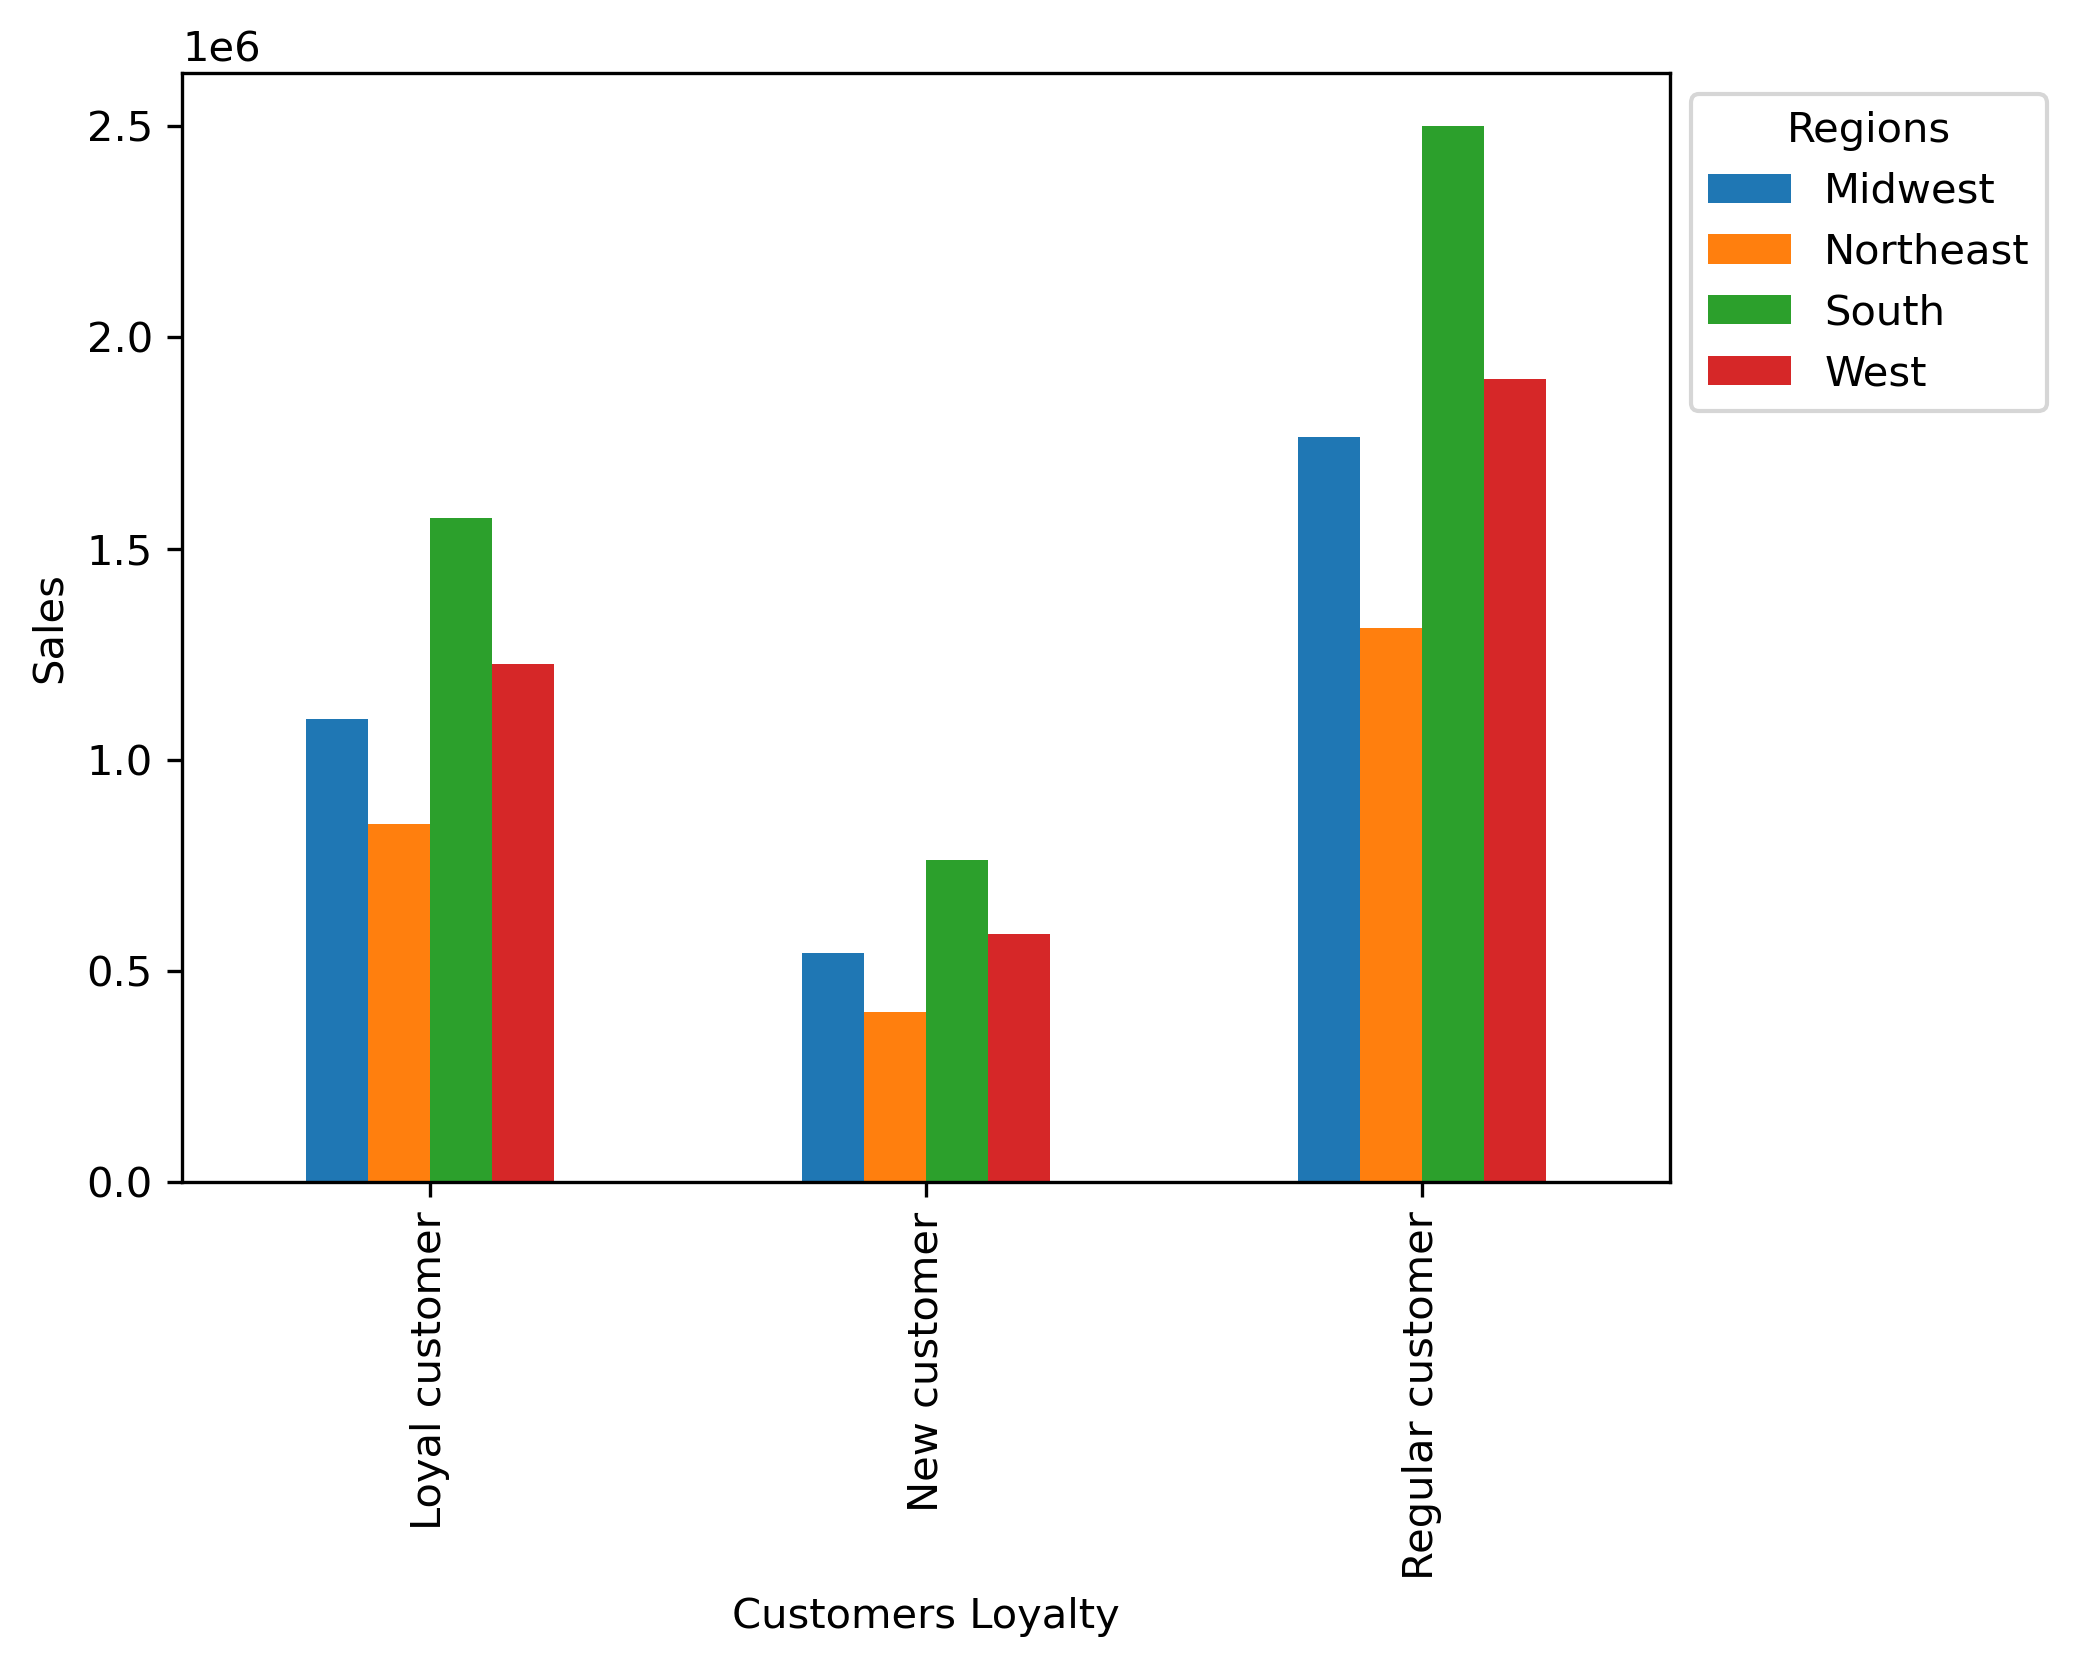 1e6
2.5
2.0
1.5
1.0
0.5
0.0
Sales
Loyal customer
New customer
Regular customer
Customers Loyalty
Regions
Midwest
Northeast
South
West